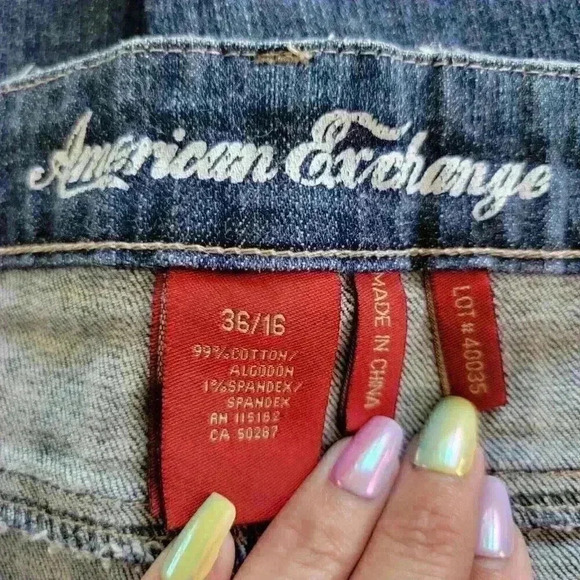 American Exchange
36/16
99% COTTON/
ALGODON
1% SPANDEX/
SPANDEX
RN 115182
CA 50287
MADE IN CHINA
LOT # 40035